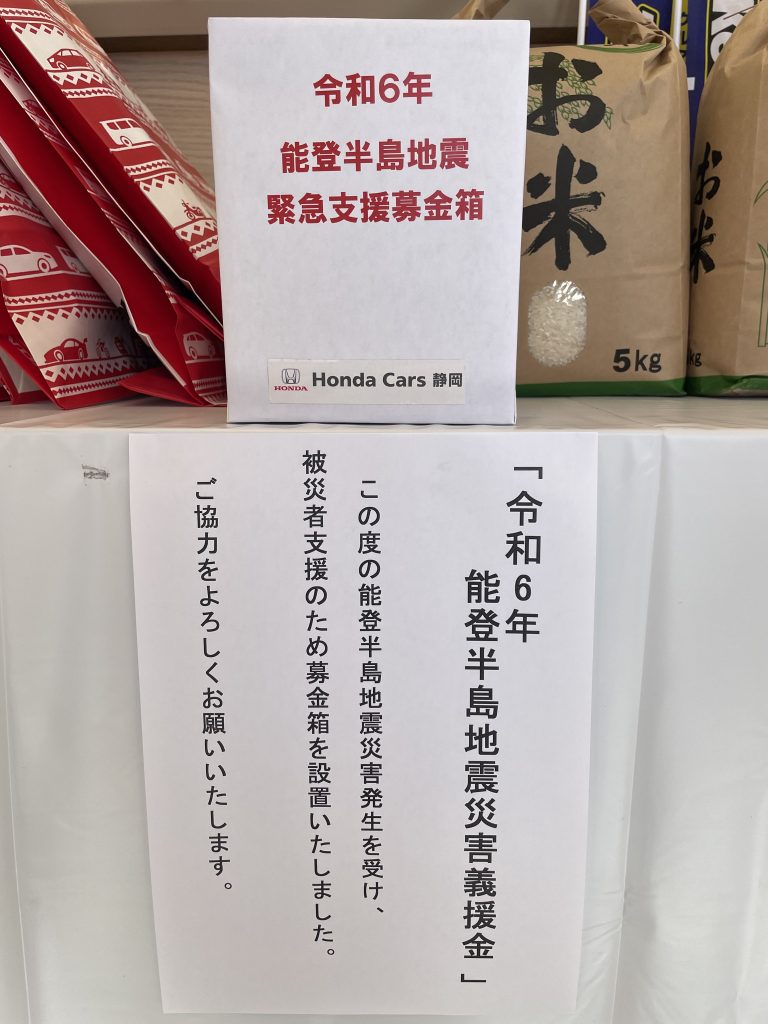 令和6年
能登半島地震
緊急支援募金箱
HONDA
Honda Cars 静岡
お米
5kg
お米
kg
「令和6年
能登半島地震災害義援金」
この度の能登半島地震災害発生を受け、
被災者支援のため募金箱を設置いたしました。
ご協力をよろしくお願いいたします。